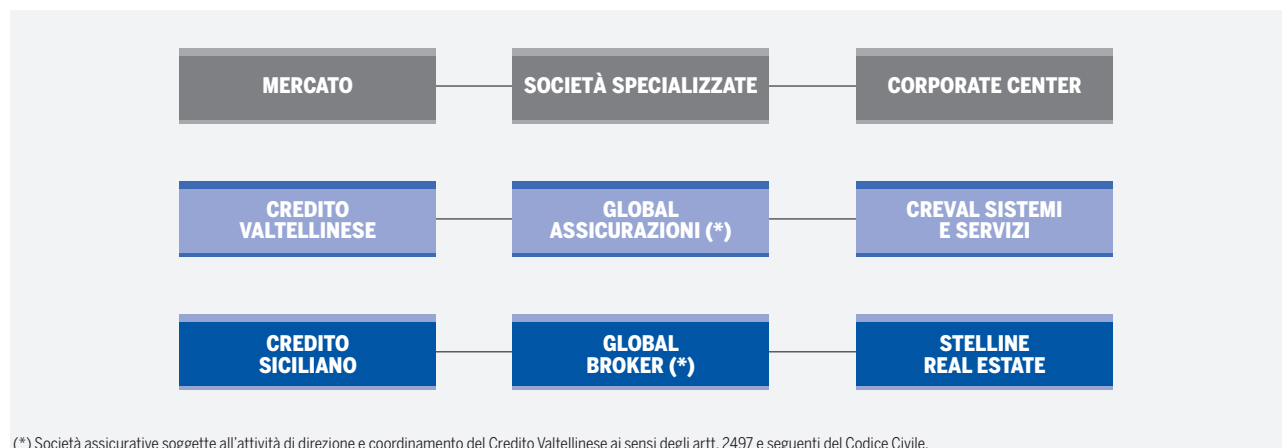 MERCATO
SOCIETÀ SPECIALIZZATE
CORPORATE CENTER
CREDITO
VALTELLINESE
GLOBAL
ASSICURAZIONI (*)
CREVAL SISTEMI
E SERVIZI
CREDITO
SICILIANO
GLOBAL
BROKER (*)
STELLINE
REAL ESTATE
(*) Società assicurative soggette all'attività di direzione e coordinamento del Credito Valtellinese ai sensi degli artt. 2497 e seguenti del Codice Civile.